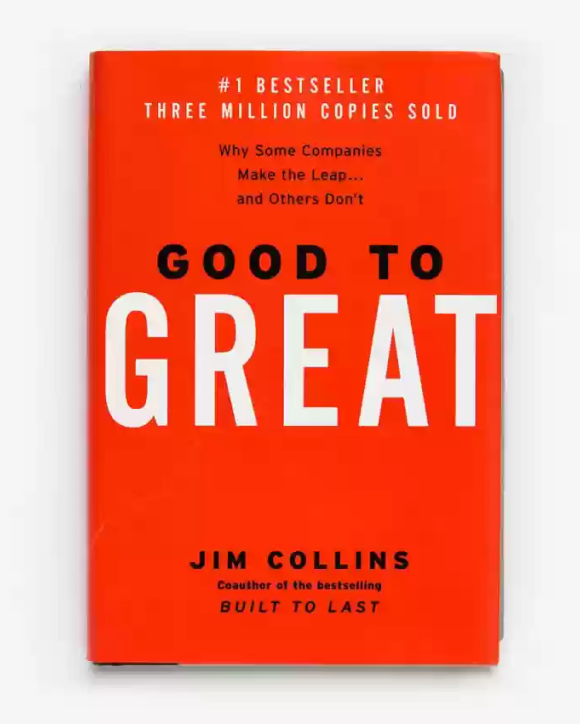 #1 BESTSELLER
THREE MILLION COPIES SOLD
Why Some Companies
Make the Leap...
and Others Don't
GOOD TO
GREAT
JIM COLLINS
Coauthor of the bestselling
BUILT TO LAST